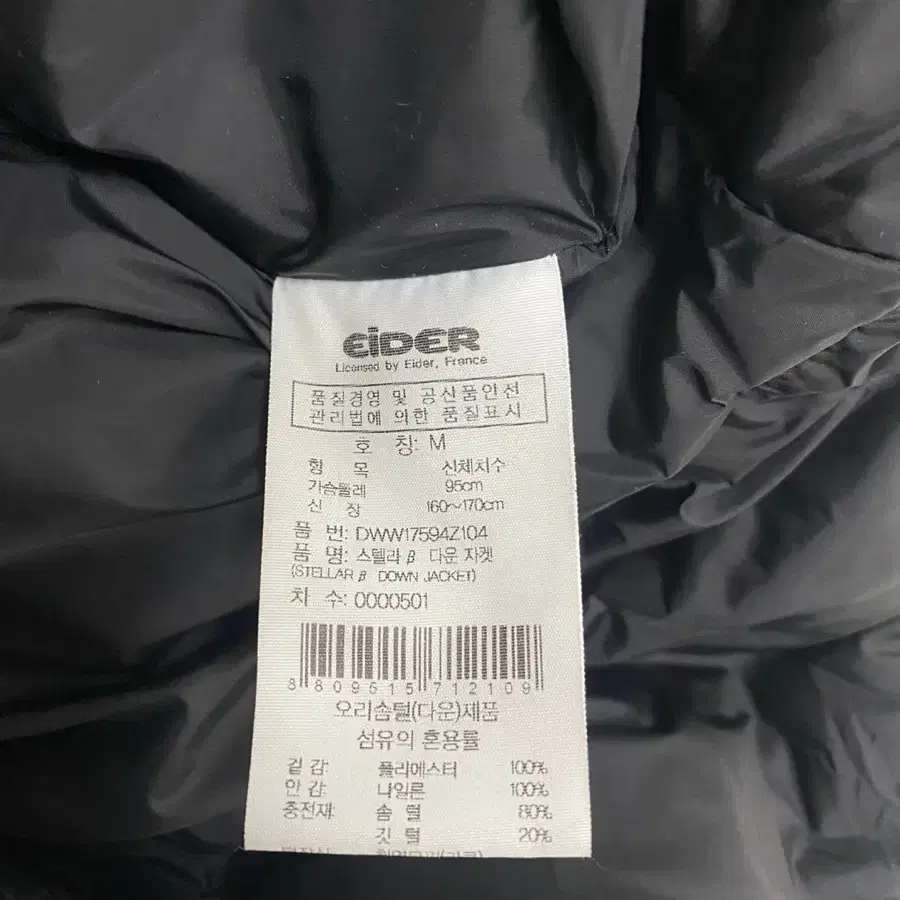 EiDER
Licensed by Eider, France
품질경영 및 공산품안전
관리법에 의한 품질표시
호 칭: M
항 목 신체치수
가슴둘레 95cm
신 장 160~170cm
품 번: DWW17594Z104
품 명: 스텔라 β 다운 자켓
(STELLAR β DOWN JACKET)
차 수: 0000501
8 809515 712109
오리솜털(다운)제품
섬유의 혼용률
겉감: 폴리에스터 100%
안감: 나일론 100%
충전재: 솜 털 80%
깃 털 20%